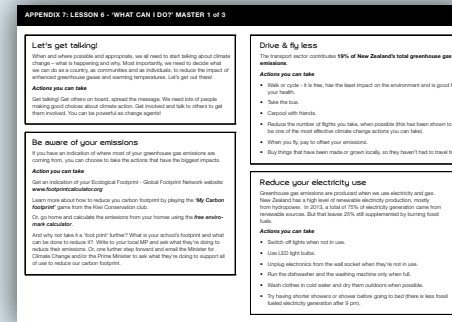 APPENDIX 7: LESSON 6 - 'WHAT CAN I DO?' MASTER 1 of 3
Let's get talking!
When and where possible and appropriate, we all need to start talking about climate
change - what is happening and why. Most importantly, we need to decide what
we can do as a country, as communities and as individuals, to reduce the impact of
enhanced greenhouse gases and warming temperatures. Let's get out there!
Actions you can take
Get talking! Get others on board, spread the message. We need lots of people
making good choices about climate action. Get involved and talk to others to get
them involved. You can be powerful as change agents!
Be aware of your emissions
If you have an indication of where most of your greenhouse gas emissions are
coming from, you can choose to take the actions that have the biggest impacts.
Actions you can take
Get an indication of your Ecological Footprint - Global Footprint Network website:
www.footprintcalculator.org
Learn more about how to reduce you carbon footprint by playing the 'My Carbon
footprint' game from the Kiwi Conservation club.
Or, go home and calculate the emissions from your homes using the free enviro-
mark calculator.
And why not take it a 'foot print' further? What is your school's footprint and what
can be done to reduce it? Write to your local MP and ask what they're doing to
reduce their emissions. Or, one further step forward and email the Minister for
Climate Change and/or the Prime Minister to ask what they're doing to support all
of use to reduce our carbon footprint.
Drive & fly less
The transport sector contributes 19% of New Zealand's total greenhouse gas
emissions.
Actions you can take
• Walk or cycle - it is free, has the least impact on the environment and is good f
your health.
• Take the bus.
• Carpool with friends.
• Reduce the number of flights you take, when possible (this has been shown to
be one of the most effective climate change actions you can take).
• When you fly, pay to offset your emissions.
• Buy things that have been made or grown locally, so they haven't had to travel f
Reduce your electricity use
Greenhouse gas emissions are produced when we use electricity and gas.
New Zealand has a high level of renewable electricity production, mostly
from hydropower. In 2013, a total of 75% of electricity generation came from
renewable sources. But that leaves 25% still supplemented by burning fossil
fuels.
Actions you can take
• Switch off lights when not in use.
• Use LED light bulbs.
• Unplug electronics from the wall socket when they're not in use.
• Run the dishwasher and the washing machine only when full.
• Wash clothes in cold water and dry them outdoors when possible.
• Try having shorter showers or shower before going to bed (there is less fossil
fueled electricity generation after 9 pm).